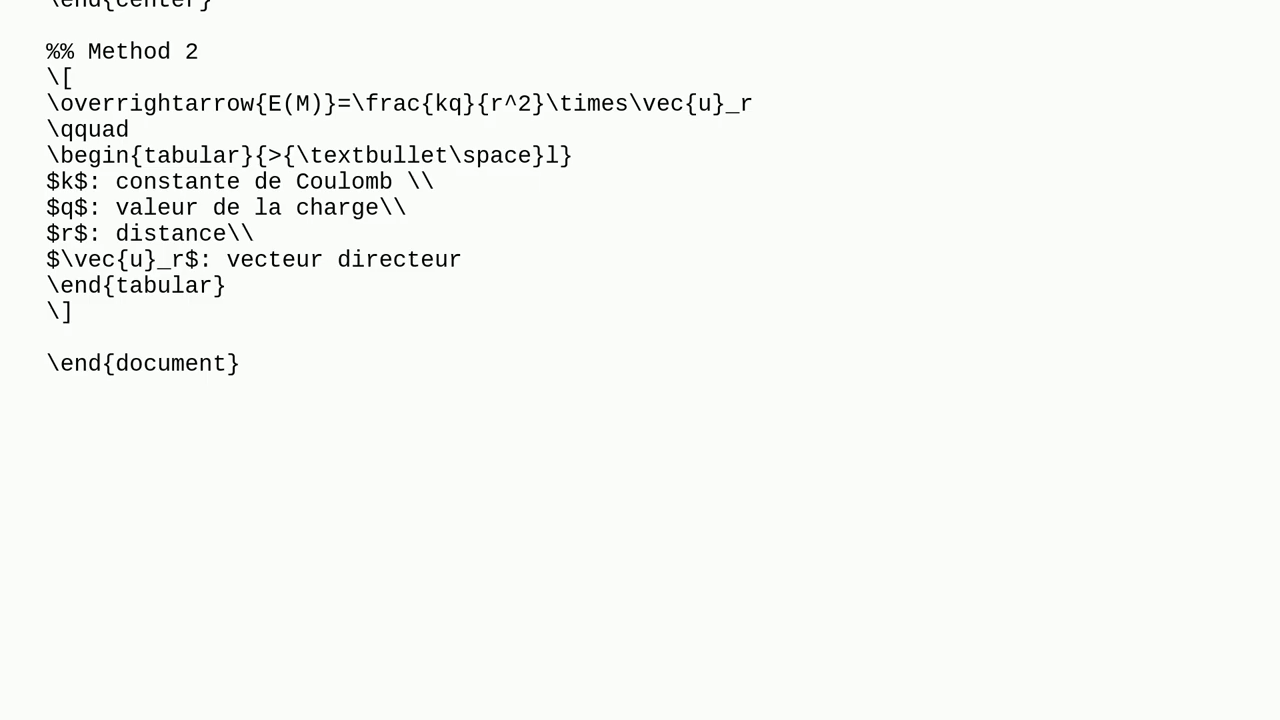 \end{center}
%% Method 2
\[
\overrightarrow{E(M)}=\frac{kq}{r^2}\times\vec{u}_r
\qquad
\begin{tabular}{>{\textbullet\space}l}
$k$: constante de Coulomb \\
$q$: valeur de la charge\\
$r$: distance\\
$\vec{u}_r$: vecteur directeur
\end{tabular}
\]
\end{document}